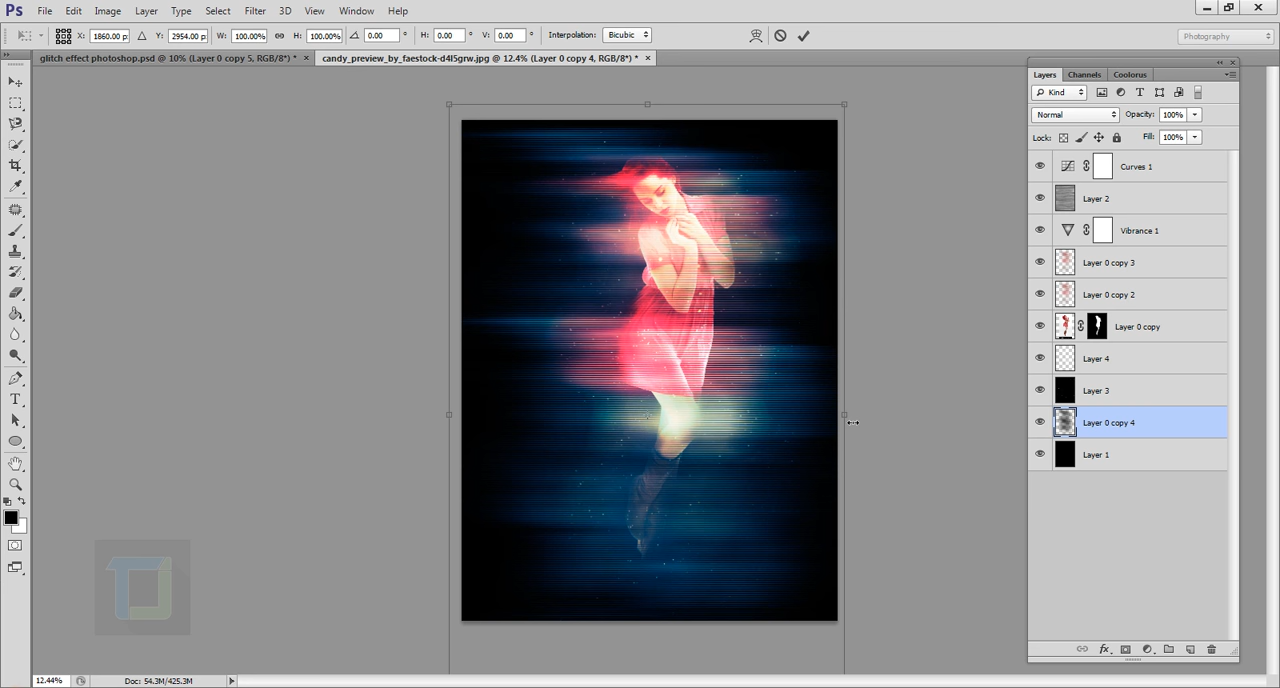 Ps File Edit Image Layer Type Select Filter 3D View Window Help
X: 1860.00 p Y: 2954.00 p W: 100.00% H: 100.00% 0.00 ° H: 0.00 ° V: 0.00 ° Interpolation: Bicubic Photography
glitch effect photoshop.psd @ 10% (Layer 0 copy 5, RGB/8*) * × candy_preview_by_faestock-d4l5grw.jpg @ 12.4% (Layer 0 copy 4, RGB/8*) * ×
Layers Channels Coolorus
Kind
Normal Opacity: 100%
Lock: Fill: 100%
Curves 1
Layer 2
Vibrance 1
Layer 0 copy 3
Layer 0 copy 2
Layer 0 copy
Layer 4
Layer 3
Layer 0 copy 4
Layer 1
fx
12.44% Doc: 54.3M/425.3M